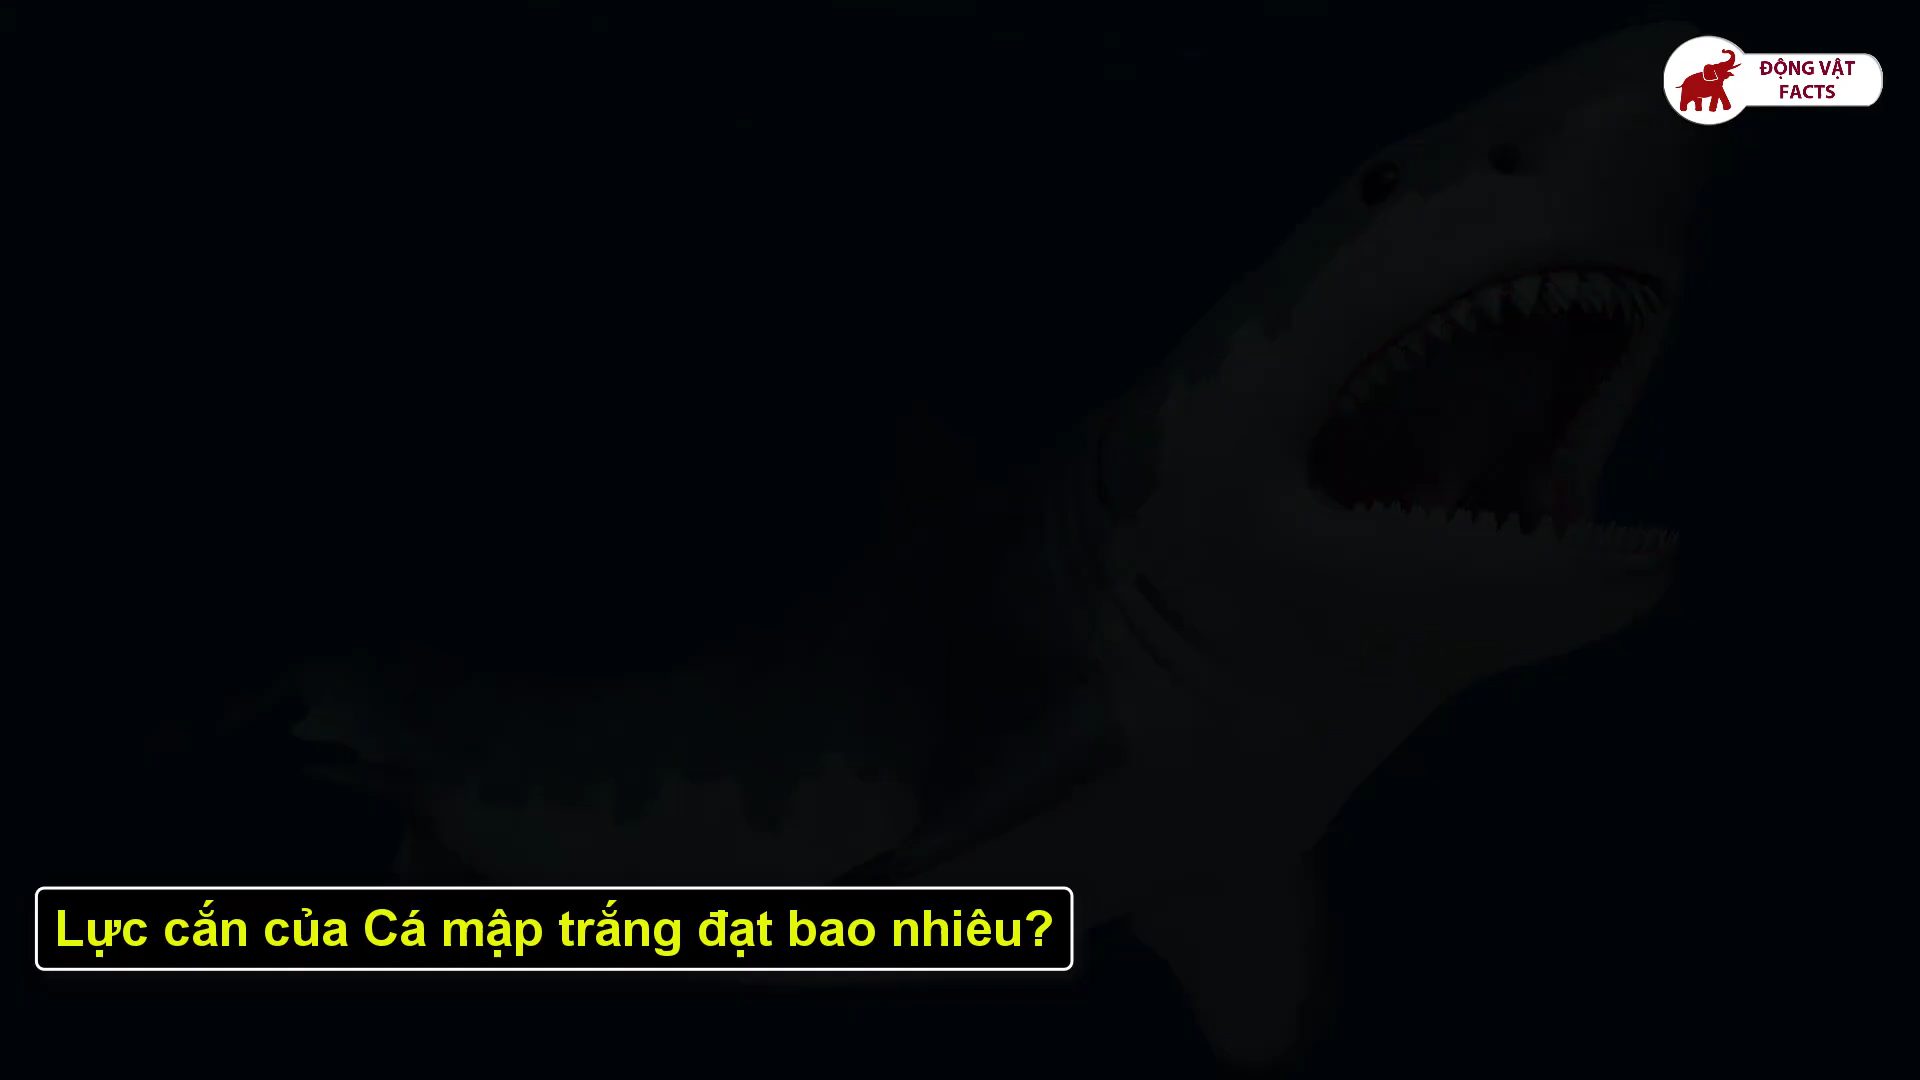 ĐỘNG VẬT
FACTS
Lực cắn của Cá mập trắng đạt bao nhiêu?